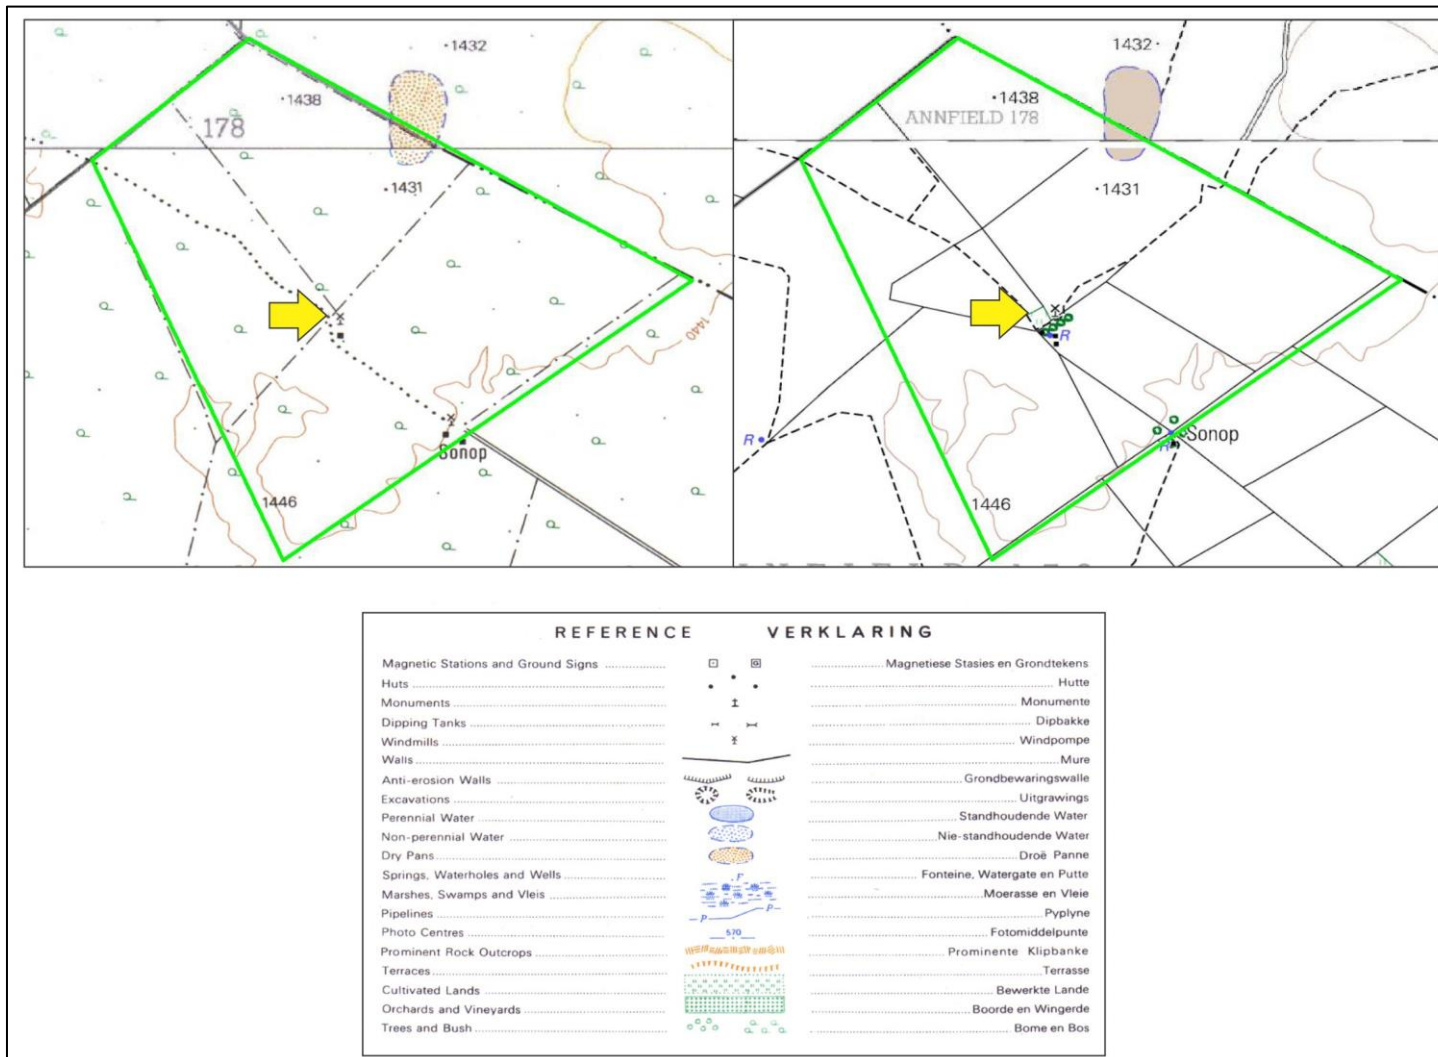 1432
1438
178
1431
1440
Sonop
1446
1432
1438
ANNFIELD 178
1431
R
R
Sonop
R
1446
REFERENCE VERKLARING
Magnetic Stations and Ground Signs Magnetiese Stasies en Grondtekens
Huts Hutte
Monuments Monumente
Dipping Tanks Dipbakke
Windmills Windpompe
Walls Mure
Anti-erosion Walls Grondbewaringswalle
Excavations Uitgrawings
Perennial Water Standhoudende Water
Non-perennial Water Nie-standhoudende Water
Dry Pans Droë Panne
Springs, Waterholes and Wells F Fonteine, Watergate en Putte
Marshes, Swamps and Vleis Moerasse en Vleie
Pipelines P P Pyplyne
Photo Centres 570 Fotomiddelpunte
Prominent Rock Outcrops Prominente Klipbanke
Terraces Terrasse
Cultivated Lands Bewerkte Lande
Orchards and Vineyards Boorde en Wingerde
Trees and Bush Bome en Bos